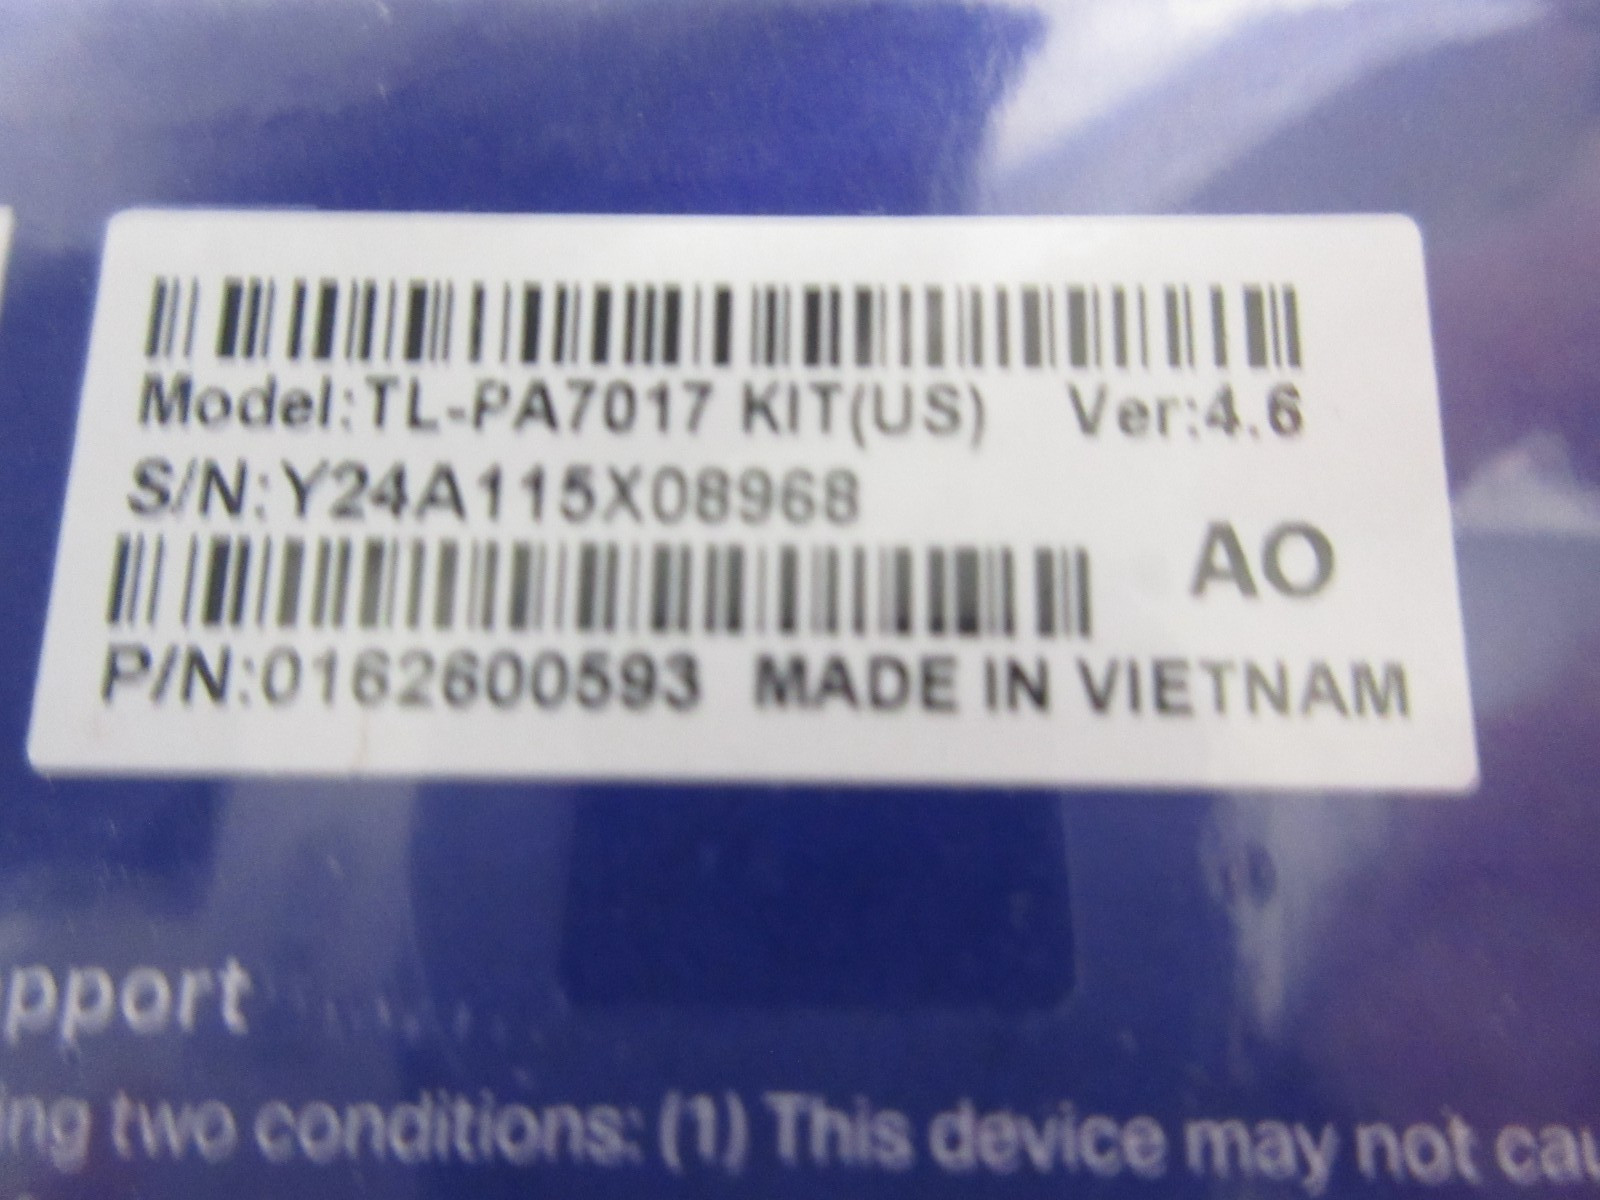 Model:TL-PA7017 KIT(US) Ver:4.6
S/N:Y24A115X08968
AO
P/N:0162600593 MADE IN VIETNAM
pport
ing two conditions: (1) This device may not cau